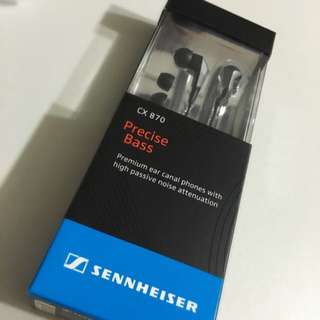 CX 870
Precise
Bass
Premium ear canal phones with
high passive noise attenuation
SENNHEISER